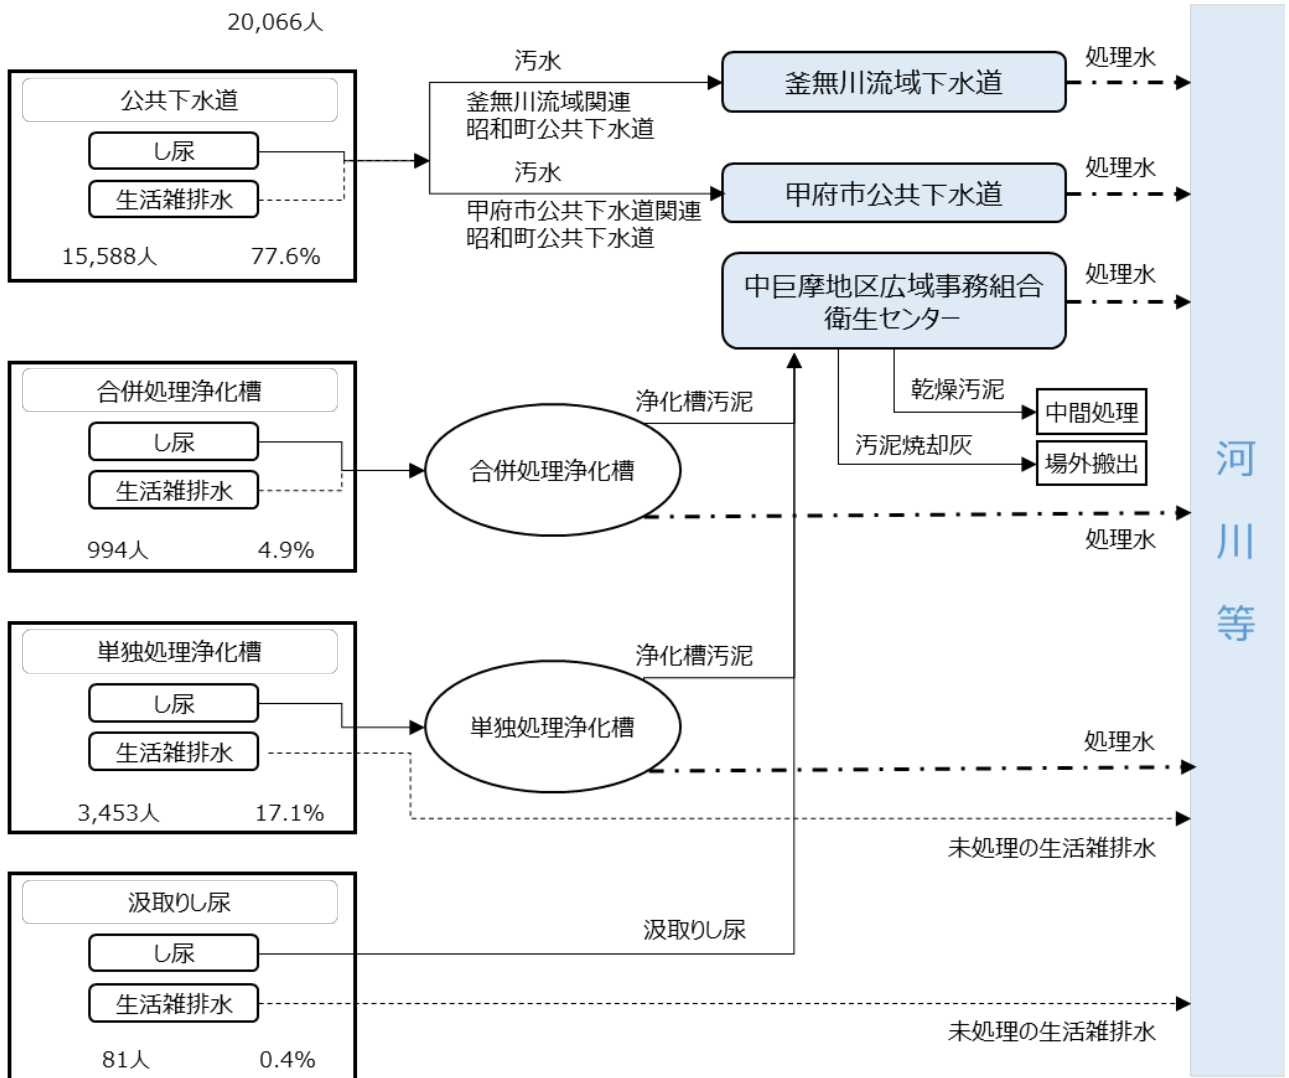 20,066人
公共下水道
し尿
生活雑排水
15,588人 77.6%
汚水
釜無川流域関連
昭和町公共下水道
汚水
甲府市公共下水道関連
昭和町公共下水道
釜無川流域下水道
処理水
甲府市公共下水道
処理水
中巨摩地区広域事務組合
衛生センター
処理水
乾燥汚泥
中間処理
汚泥焼却灰
場外搬出
合併処理浄化槽
し尿
生活雑排水
994人 4.9%
合併処理浄化槽
浄化槽汚泥
処理水
単独処理浄化槽
し尿
生活雑排水
3,453人 17.1%
単独処理浄化槽
浄化槽汚泥
処理水
未処理の生活雑排水
汲取りし尿
し尿
生活雑排水
81人 0.4%
汲取りし尿
未処理の生活雑排水
河
川
等